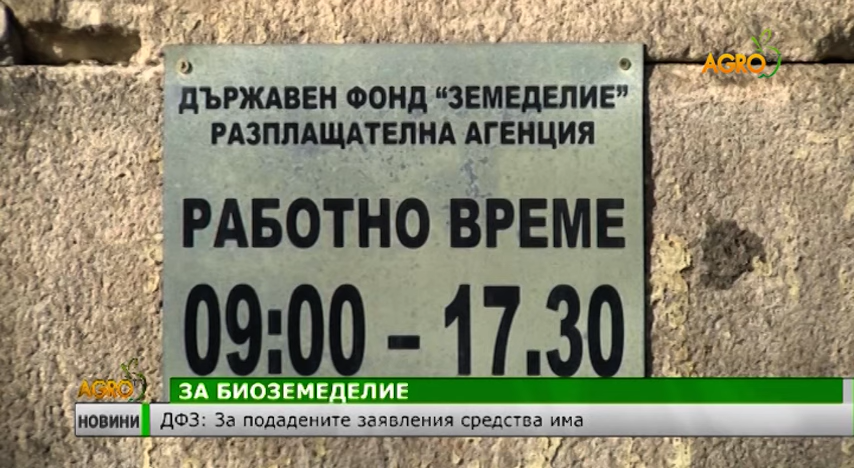 AGRO
ДЪРЖАВЕН ФОНД "ЗЕМЕДЕЛИЕ"
РАЗПЛАЩАТЕЛНА АГЕНЦИЯ
РАБОТНО ВРЕМЕ
09:00 – 17.30
AGRO
ЗА БИОЗЕМЕДЕЛИЕ
НОВИНИ
ДФЗ: За подадените заявления средства има